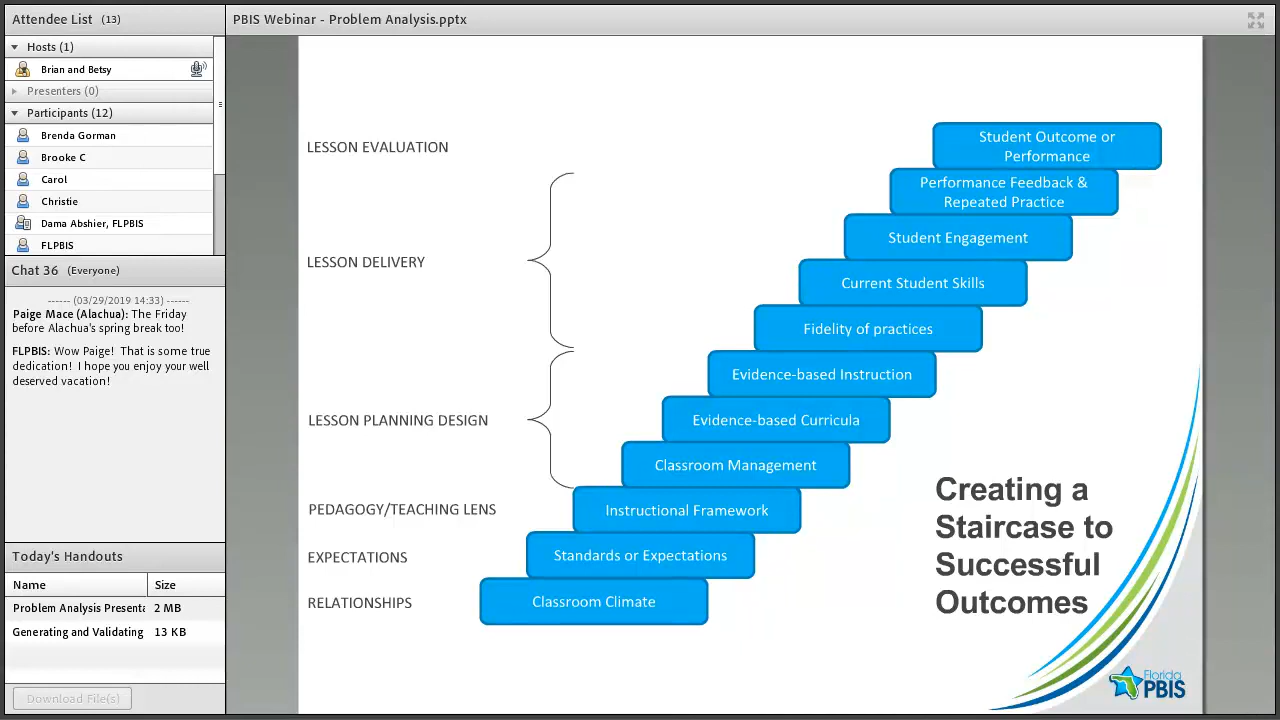 Attendee List (13)
Hosts (1)
Brian and Betsy
Presenters (0)
Participants (12)
Brenda Gorman
Brooke C
Carol
Christie
Dama Abshier, FLPBIS
FLPBIS
Chat 36 (Everyone)
------ (03/29/2019 14:33) ------
Paige Mace (Alachua): The Friday
before Alachua's spring break too!
FLPBIS: Wow Paige! That is some true
dedication! I hope you enjoy your well
deserved vacation!
Today's Handouts
Name Size
Problem Analysis Presenta 2 MB
Generating and Validating 13 KB
Download File(s)
PBIS Webinar - Problem Analysis.pptx
LESSON EVALUATION
Student Outcome or
Performance
Performance Feedback &
Repeated Practice
Student Engagement
LESSON DELIVERY
Current Student Skills
Fidelity of practices
Evidence-based Instruction
LESSON PLANNING DESIGN
Evidence-based Curricula
Classroom Management
PEDAGOGY/TEACHING LENS
Instructional Framework
EXPECTATIONS
Standards or Expectations
RELATIONSHIPS
Classroom Climate
Creating a
Staircase to
Successful
Outcomes
Florida
PBIS